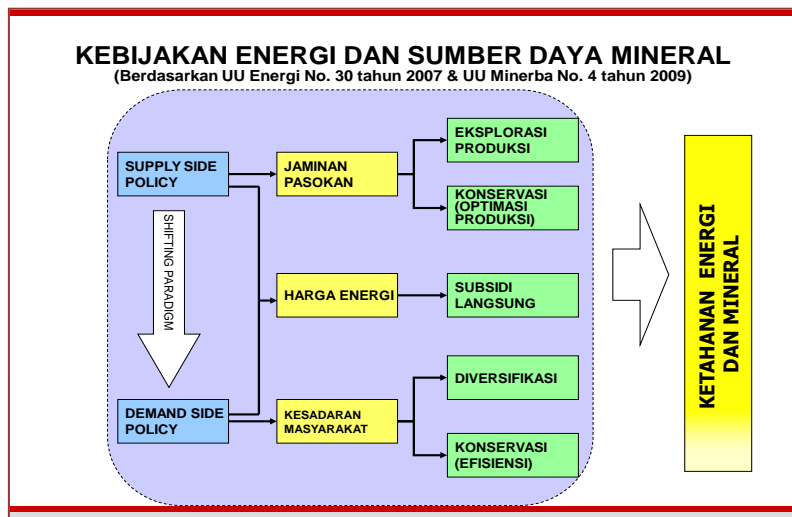 KEBIJAKAN ENERGI DAN SUMBER DAYA MINERAL
(Berdasarkan UU Energi No. 30 tahun 2007 & UU Minerba No. 4 tahun 2009)
SUPPLY SIDE
POLICY
JAMINAN
PASOKAN
EKSPLORASI
PRODUKSI
KONSERVASI
(OPTIMASI
PRODUKSI)
SHIFTING PARADIGM
HARGA ENERGI
SUBSIDI
LANGSUNG
DEMAND SIDE
POLICY
KESADARAN
MASYARAKAT
DIVERSIFIKASI
KONSERVASI
(EFISIENSI)
KETAHANAN ENERGI
DAN MINERAL